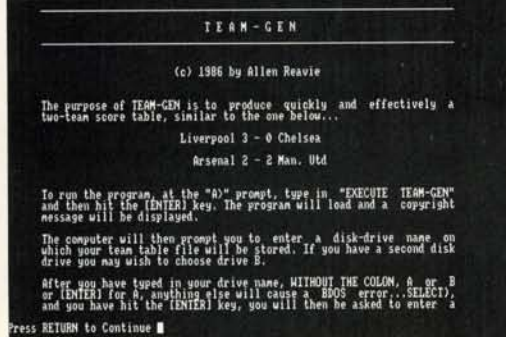 TEAM-GEN
(c) 1986 by Allen Reavie
The purpose of TEAM-GEN is to produce quickly and effectively a
two-team score table, similar to the one below...
Liverpool 3 - 0 Chelsea
Arsenal 2 - 2 Man. Utd
To run the program, at the "A>" prompt, type in "EXECUTE TEAM-GEN"
and then hit the [ENTER] key. The program will load and a copyright
message will be displayed.
The computer will then prompt you to enter a disk-drive name on
which your team table file will be stored. If you have a second disk
drive you may wish to choose drive B.
After you have typed in your drive name, WITHOUT THE COLON, A or B
or [ENTER] for A, anything else will cause a BDOS error...SELECT),
and you have hit the [ENTER] key, you will then be asked to enter a
Press RETURN to Continue